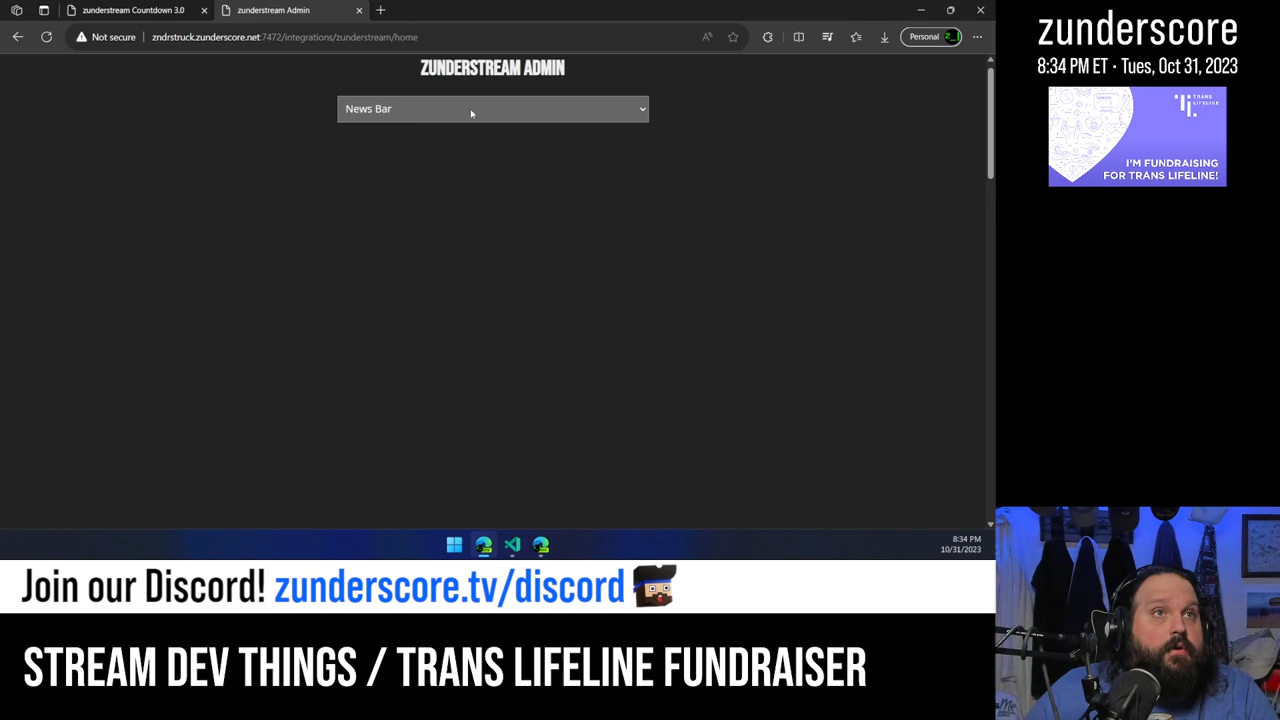 zunderstream Countdown 3.0
zunderstream Admin
Not secure
zndrstruck.zunderscore.net:7472/integrations/zunderstream/home
Personal
ZUNDERSTREAM ADMIN
News Bar
8:34 PM
10/31/2023
zunderscore
8:34 PM ET · Tues, Oct 31, 2023
TRANS
LIFELINE
I'M FUNDRAISING
FOR TRANS LIFELINE!
Join our Discord! zunderscore.tv/discord
STREAM DEV THINGS / TRANS LIFELINE FUNDRAISER